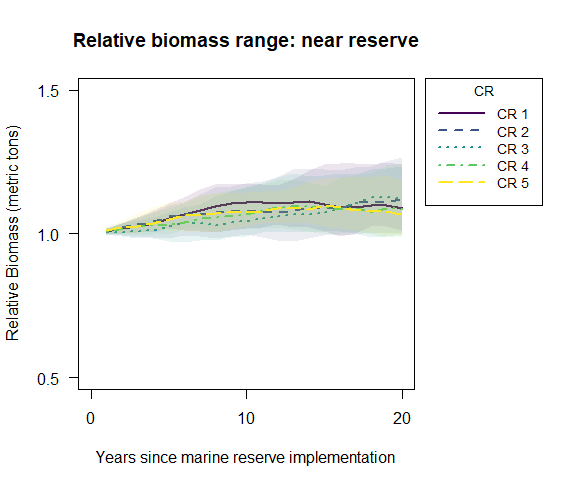 Relative biomass range: near reserve
CR
CR 1
CR 2
CR 3
CR 4
CR 5
1.5
1.0
0.5
Relative Biomass (metric tons)
0
10
20
Years since marine reserve implementation